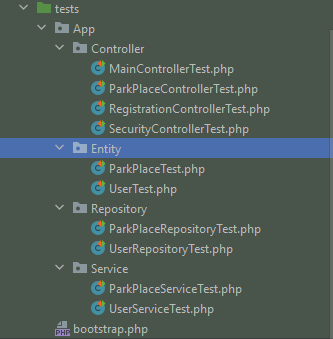 tests
App
Controller
MainControllerTest.php
ParkPlaceControllerTest.php
RegistrationControllerTest.php
SecurityControllerTest.php
Entity
ParkPlaceTest.php
UserTest.php
Repository
ParkPlaceRepositoryTest.php
UserRepositoryTest.php
Service
ParkPlaceServiceTest.php
UserServiceTest.php
PHP bootstrap.php